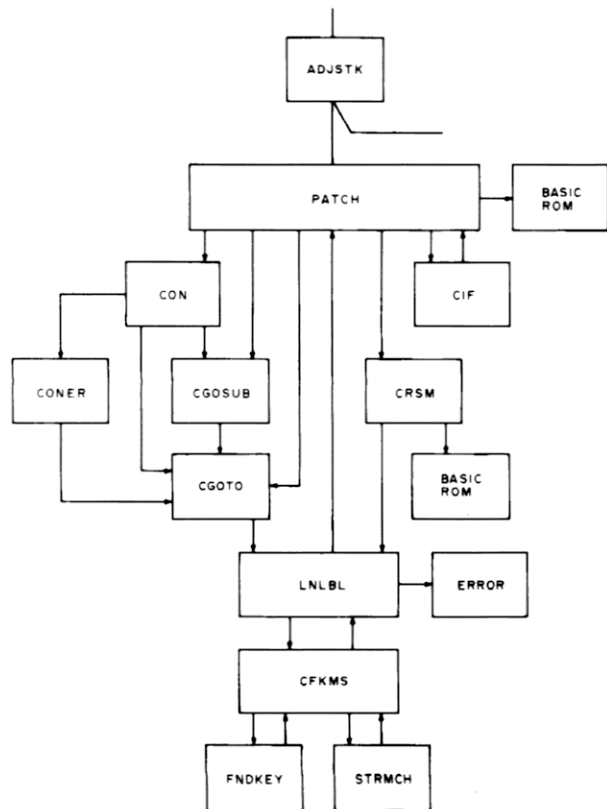 ADJSTK
PATCH
BASIC
ROM
CON
CIF
CONER
CGOSUB
CRSM
CGOTO
BASIC
ROM
LNLBL
ERROR
CFKMS
FNDKEY
STRMCH